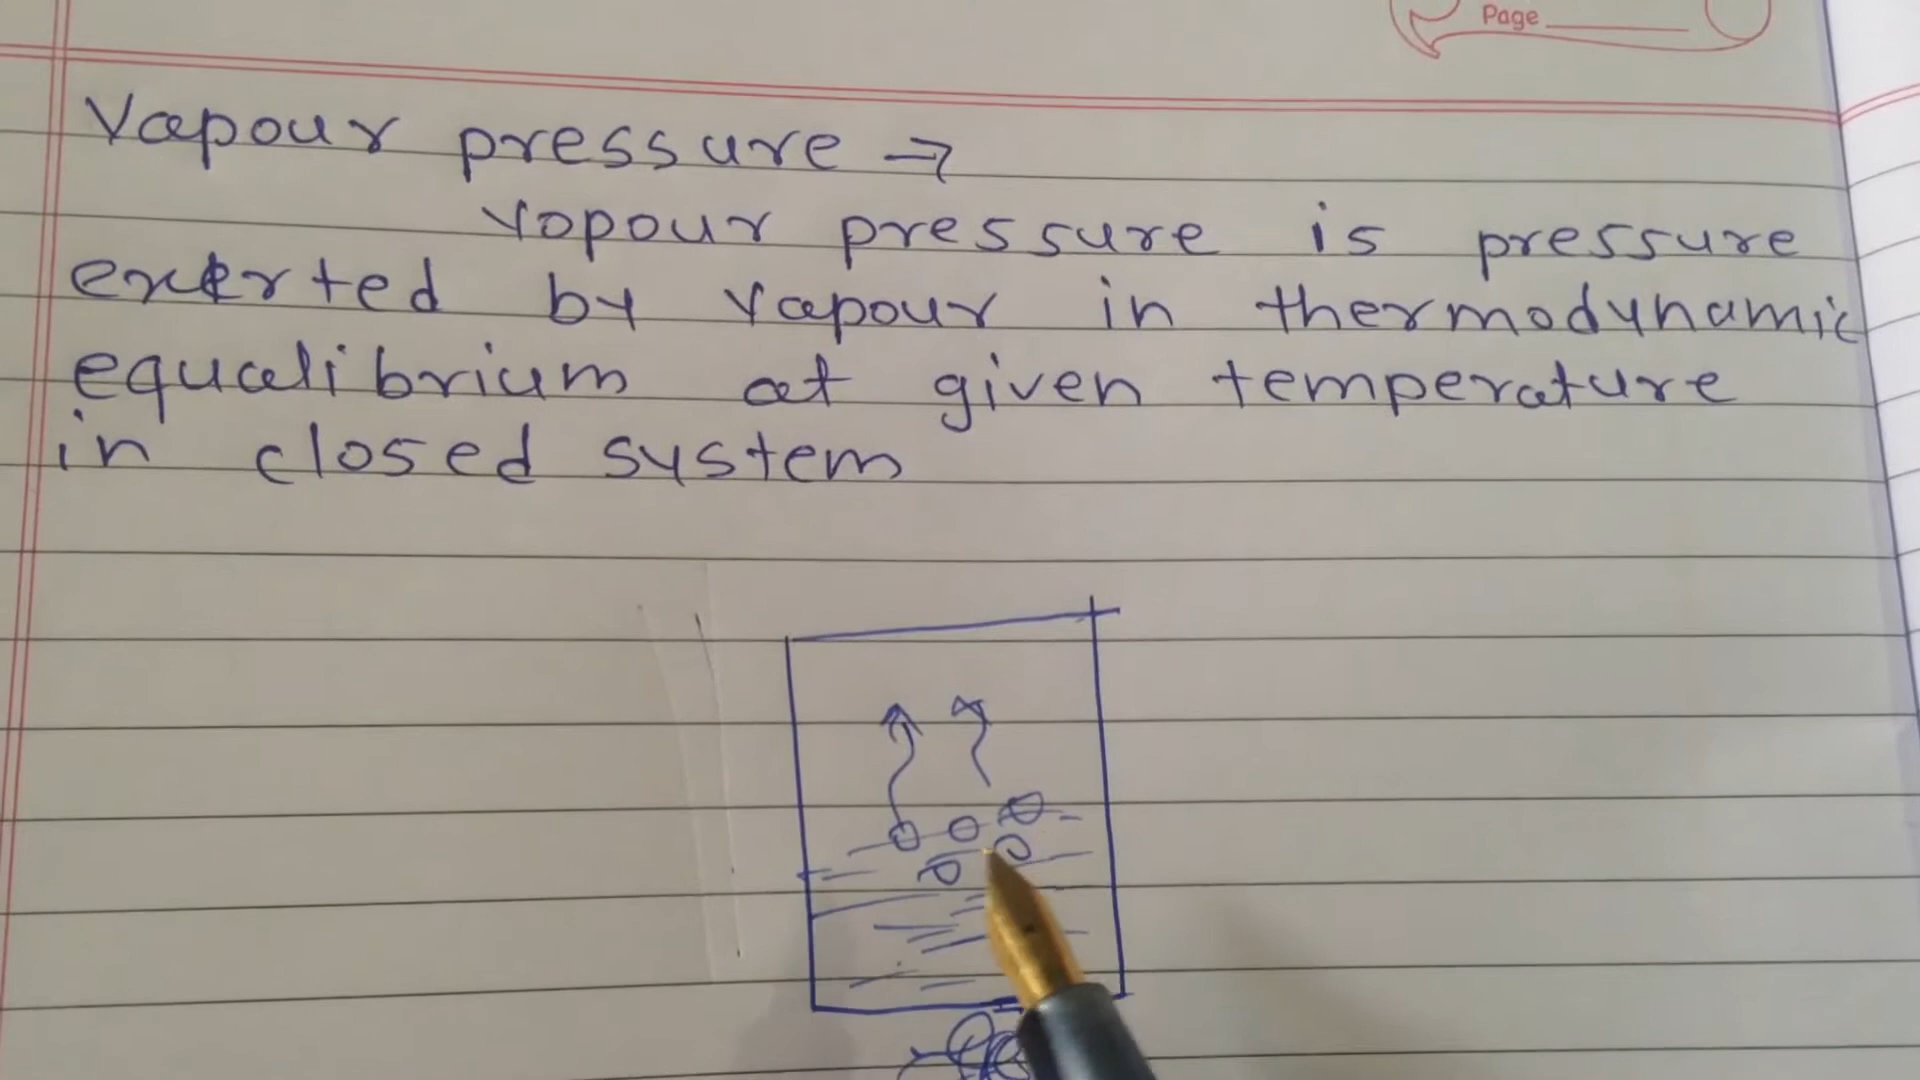 Page
Vapour pressure →
Vopour pressure is pressure
exerted by vapour in thermodynamic
equalibrium at given temperature
in closed system